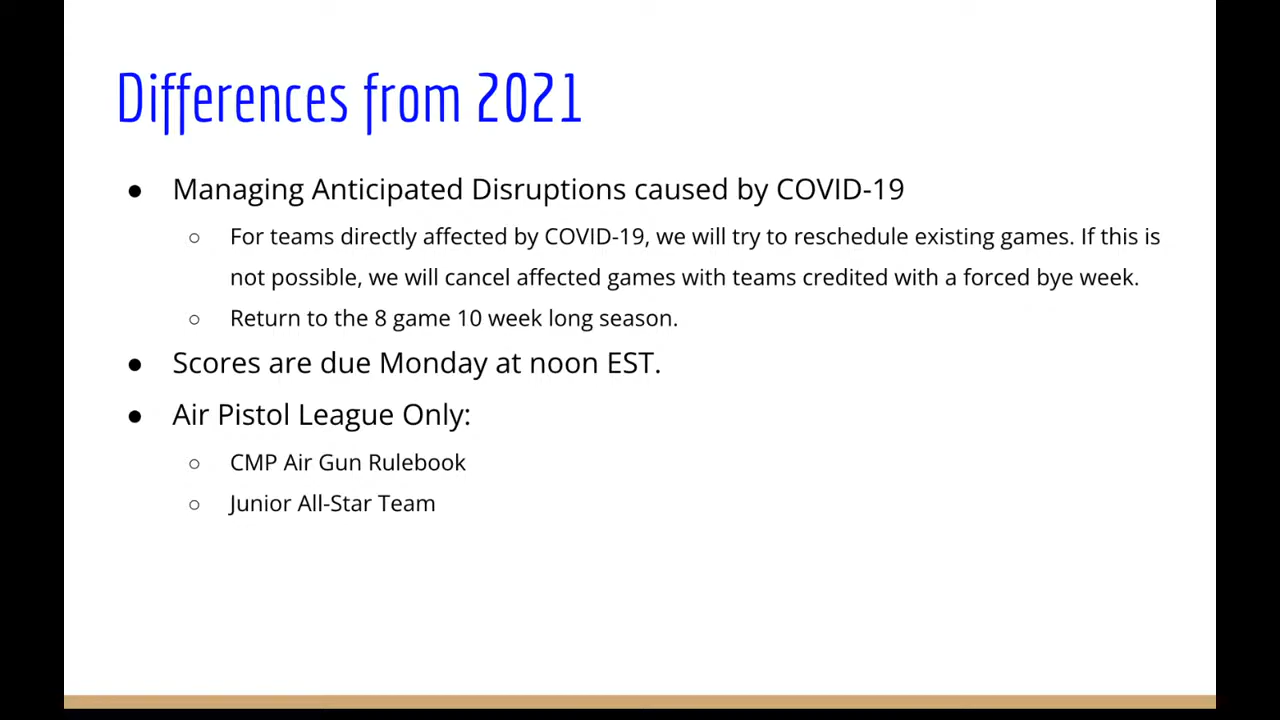 Differences from 2021
● Managing Anticipated Disruptions caused by COVID-19
○ For teams directly affected by COVID-19, we will try to reschedule existing games. If this is
not possible, we will cancel affected games with teams credited with a forced bye week.
○ Return to the 8 game 10 week long season.
● Scores are due Monday at noon EST.
● Air Pistol League Only:
○ CMP Air Gun Rulebook
○ Junior All-Star Team